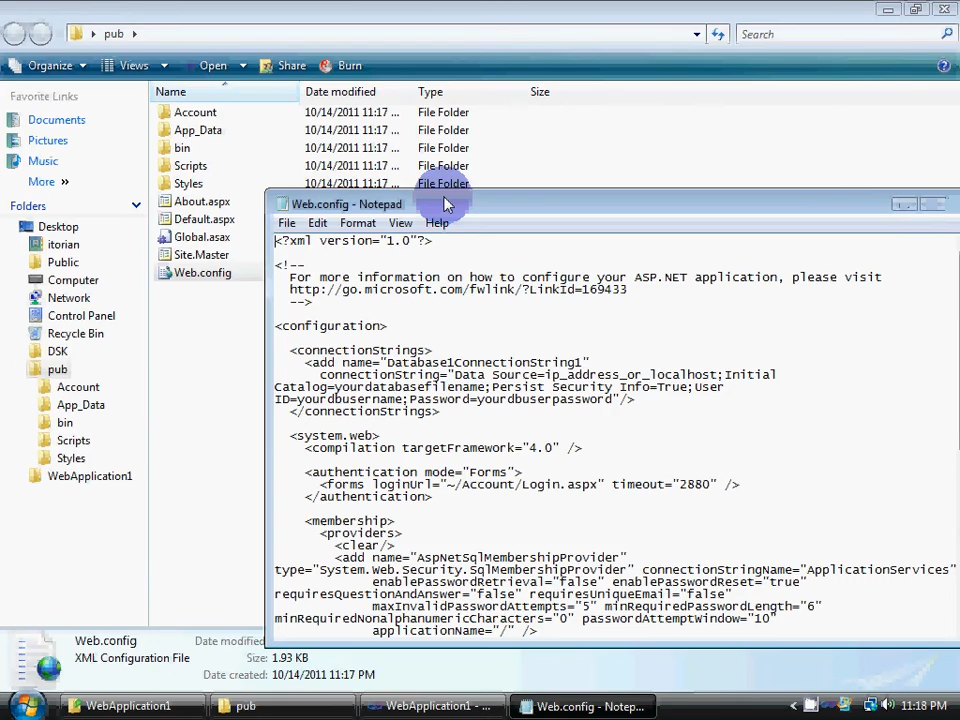 pub
Search
Organize Views Open Share Burn
Favorite Links
Documents
Pictures
Music
More »
Folders
Desktop
itorian
Public
Computer
Network
Control Panel
Recycle Bin
DSK
pub
Account
App_Data
bin
Scripts
Styles
WebApplication1
Name Date modified Type Size
Account 10/14/2011 11:17 ... File Folder
App_Data 10/14/2011 11:17 ... File Folder
bin 10/14/2011 11:17 ... File Folder
Scripts 10/14/2011 11:17 ... File Folder
Styles 10/14/2011 11:17 ... File Folder
About.aspx
Default.aspx
Global.asax
Site.Master
Web.config
Web.config - Notepad
File Edit Format View Help
<?xml version="1.0"?>
<!--
For more information on how to configure your ASP.NET application, please visit
http://go.microsoft.com/fwlink/?LinkId=169433
-->
<configuration>
<connectionStrings>
<add name="Database1ConnectionString1"
connectionString="Data Source=ip_address_or_localhost;Initial
Catalog=yourdatabasefilename;Persist Security Info=True;User
ID=yourdbusername;Password=yourdbuserpassword"/>
</connectionStrings>
<system.web>
<compilation targetFramework="4.0" />
<authentication mode="Forms">
<forms loginUrl="~/Account/Login.aspx" timeout="2880" />
</authentication>
<membership>
<providers>
<clear/>
<add name="AspNetSqlMembershipProvider"
type="System.Web.Security.SqlMembershipProvider" connectionStringName="ApplicationServices"
enablePasswordRetrieval="false" enablePasswordReset="true"
requiresQuestionAndAnswer="false" requiresUniqueEmail="false"
maxInvalidPasswordAttempts="5" minRequiredPasswordLength="6"
minRequiredNonalphanumericCharacters="0" passwordAttemptWindow="10"
applicationName="/" />
Web.config Date modified
XML Configuration File Size: 1.93 KB
Date created: 10/14/2011 11:17 PM
WebApplication1 pub WebApplication1 - ... Web.config - Notep... 11:18 PM